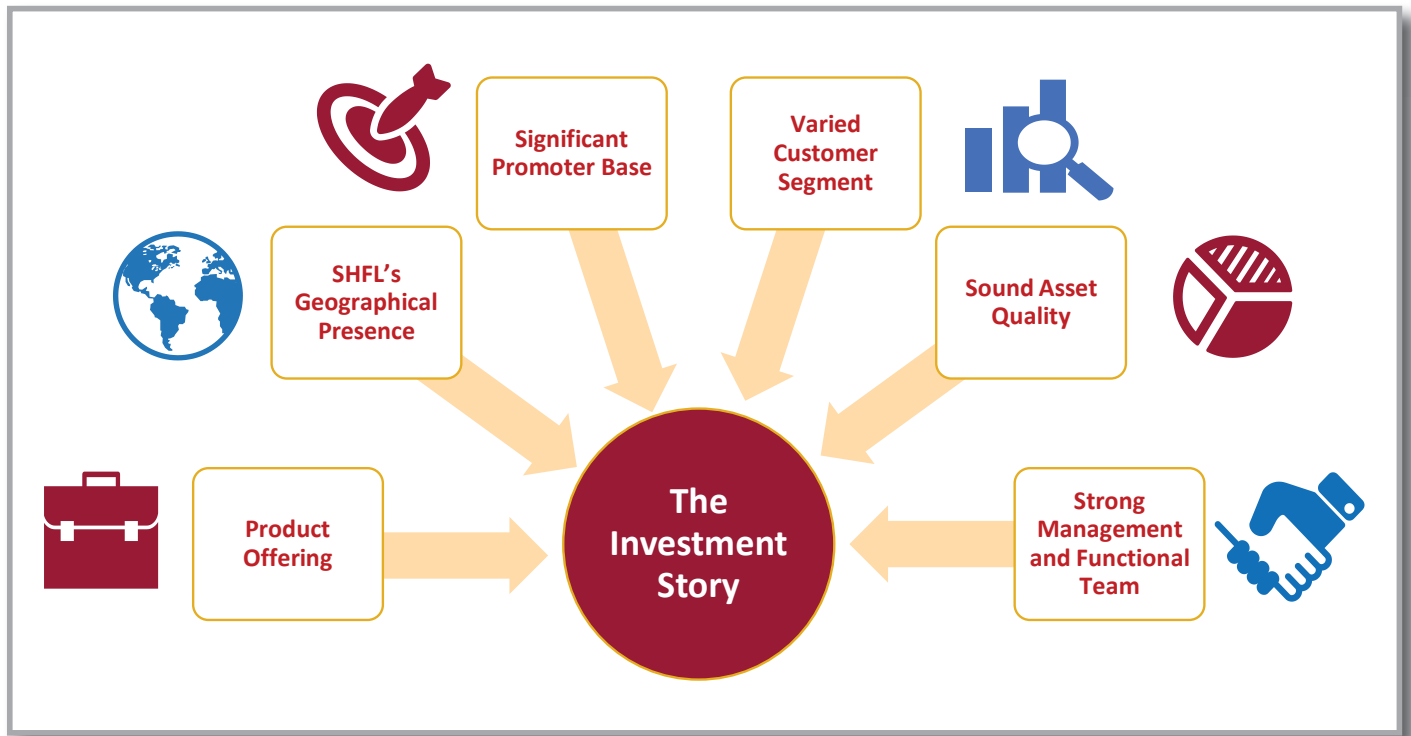 Significant
Promoter Base
Varied
Customer
Segment
SHFL's
Geographical
Presence
Sound Asset
Quality
Product
Offering
The
Investment
Story
Strong
Management
and Functional
Team